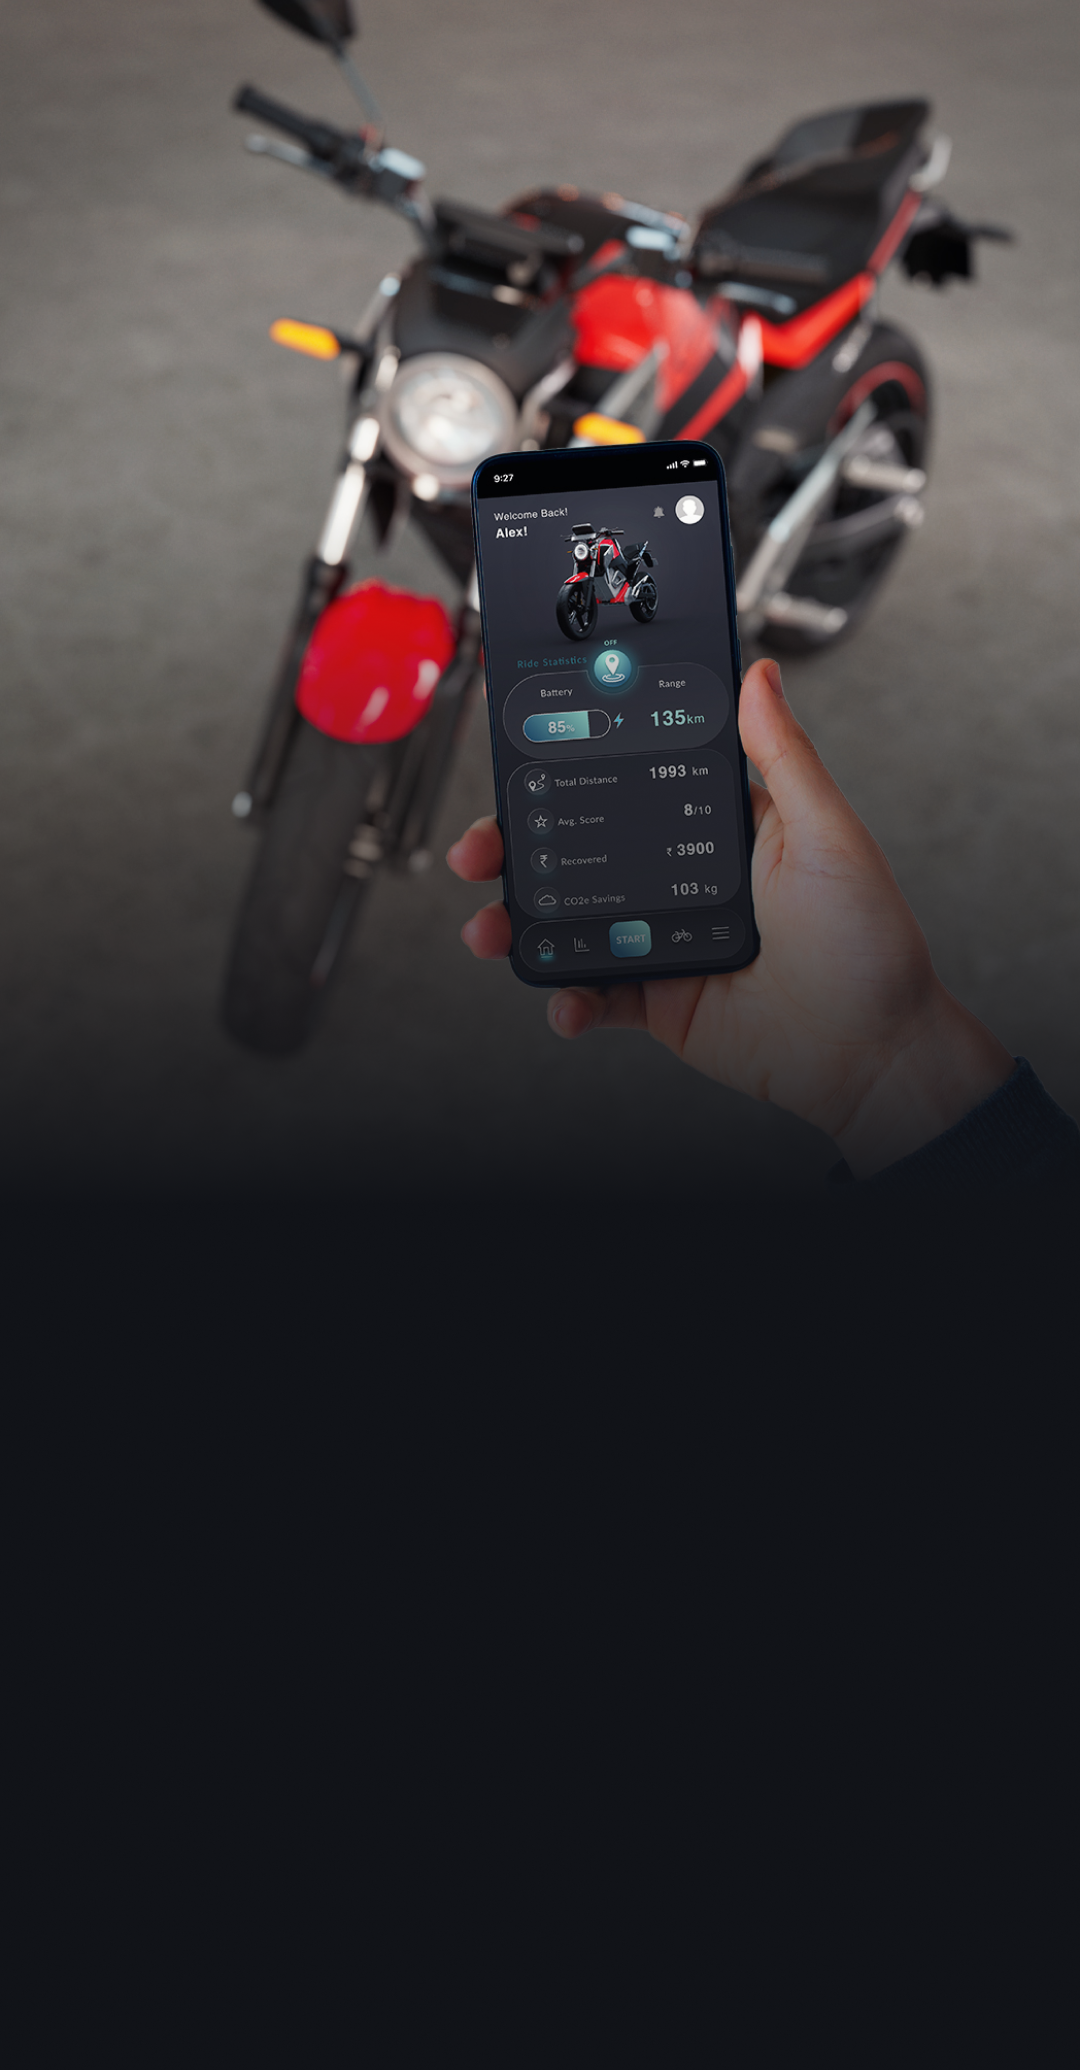 9:27
Welcome Back!
Alex!
OFF
Ride Statistics
Battery
Range
85%
135km
Total Distance
1993 km
Avg. Score
8/10
₹
Recovered
₹ 3900
CO2e Savings
103 kg
START